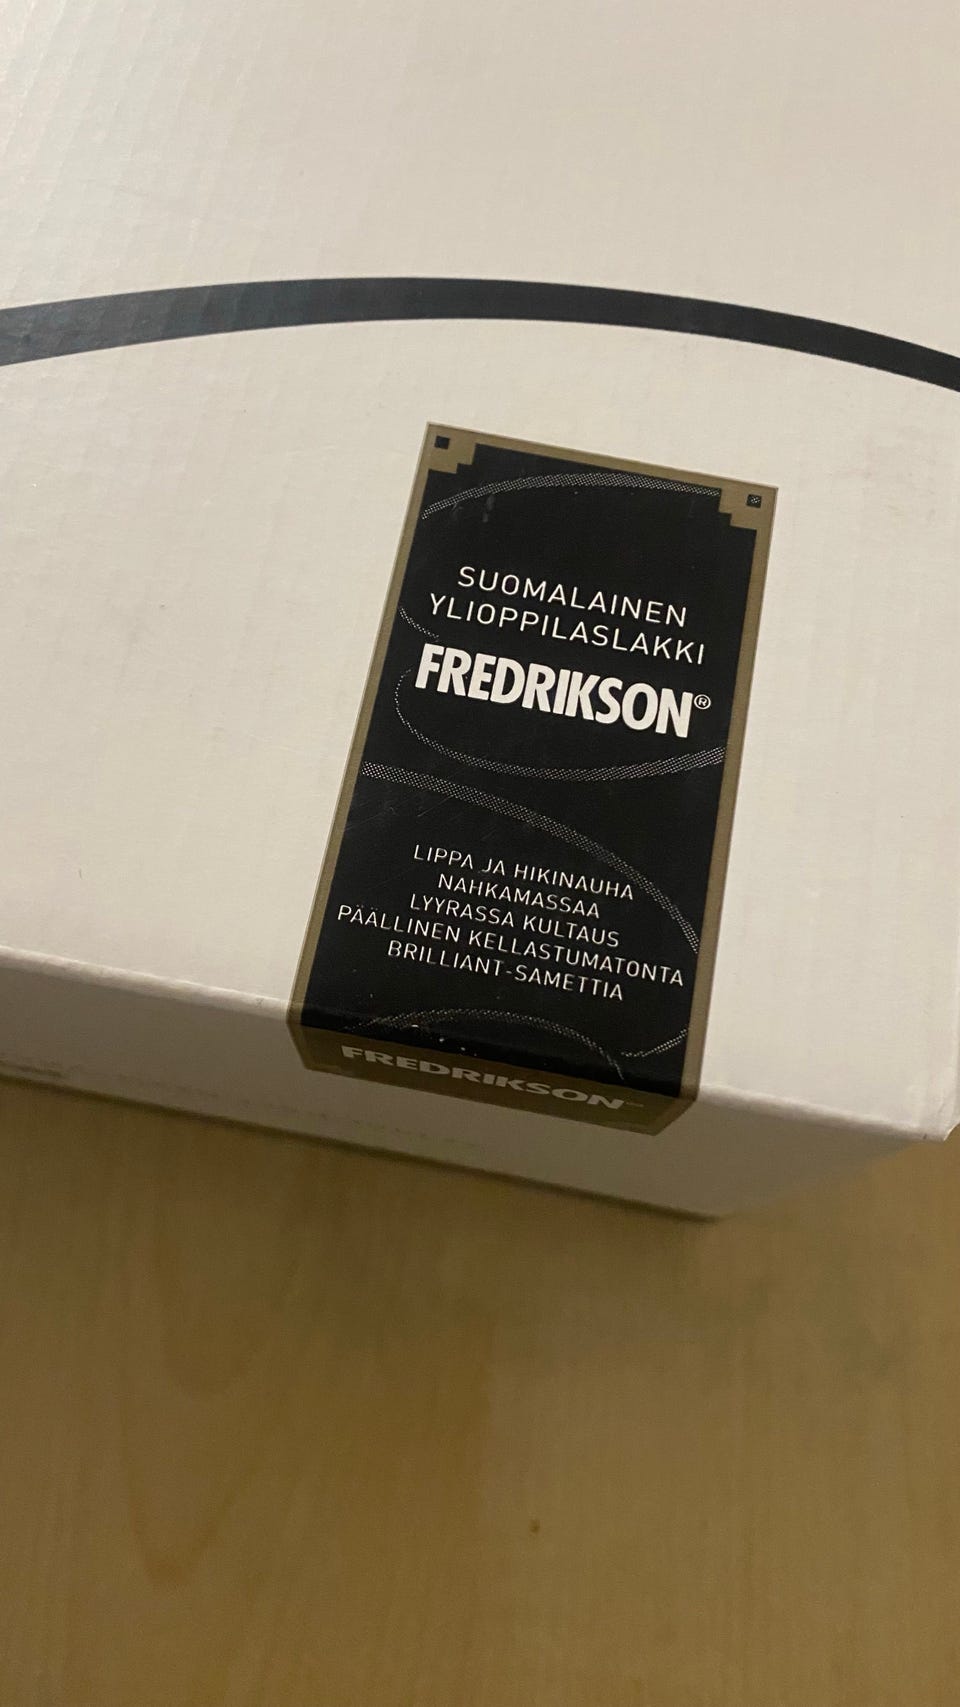 SUOMALAINEN
YLIOPPILASLAKKI
FREDRIKSON®
LIPPA JA HIKINAUHA
NAHKAMASSAA
LYYRASSA KULTAUS
PÄÄLLINEN KELLASTUMATONTA
BRILLIANT-SAMETTIA
FREDRIKSON